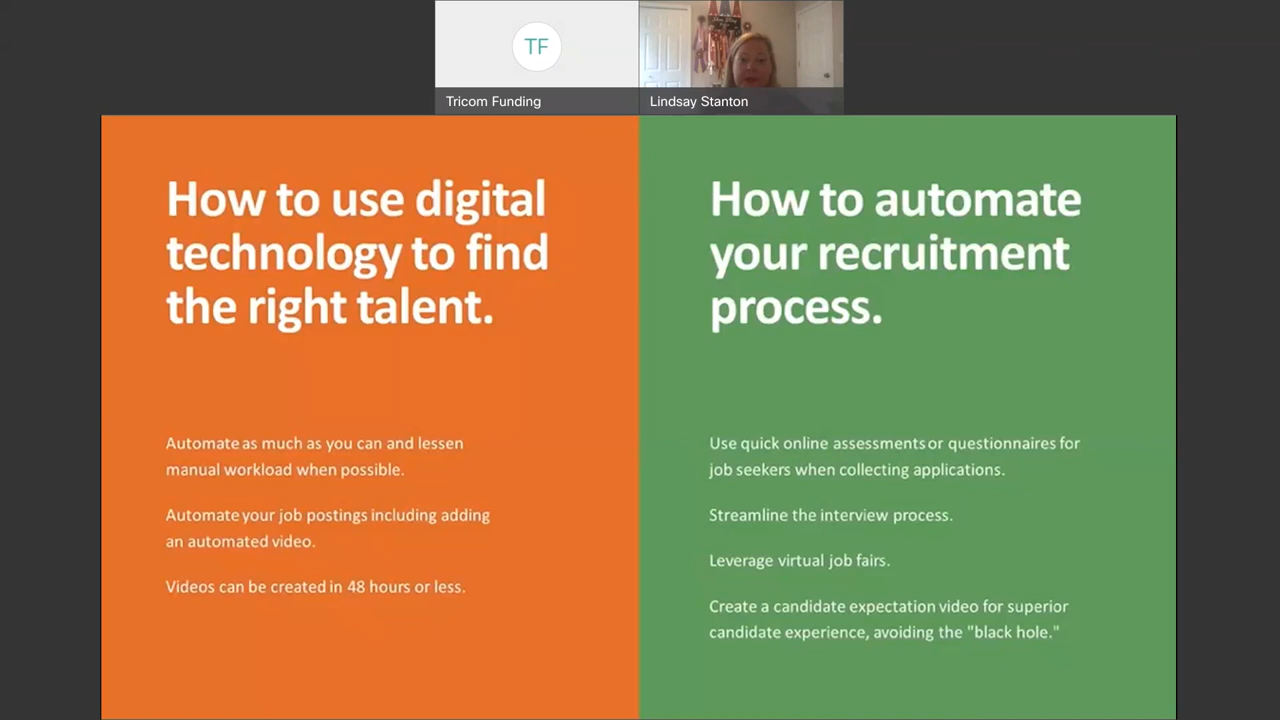 TF
Tricom Funding
Lindsay Stanton
How to use digital
technology to find
the right talent.
Automate as much as you can and lessen
manual workload when possible.
Automate your job postings including adding
an automated video.
Videos can be created in 48 hours or less.
How to automate
your recruitment
process.
Use quick online assessments or questionnaires for
job seekers when collecting applications.
Streamline the interview process.
Leverage virtual job fairs.
Create a candidate expectation video for superior
candidate experience, avoiding the "black hole."